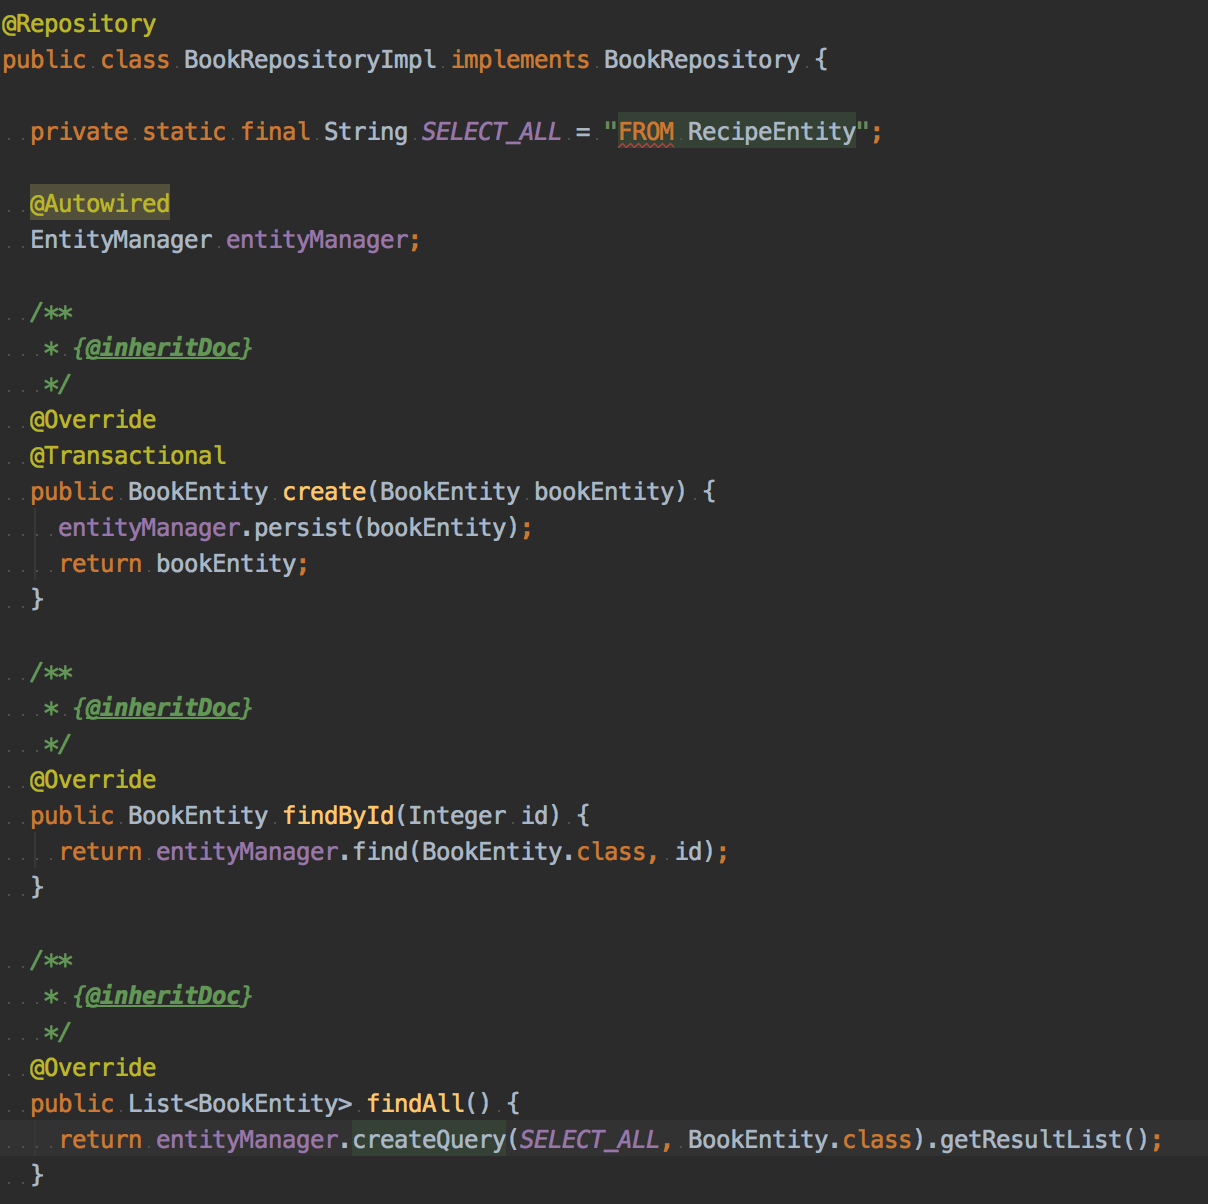 @Repository
public class BookRepositoryImpl implements BookRepository {
private static final String SELECT_ALL = "FROM RecipeEntity";
@Autowired
EntityManager entityManager;
/**
* {@inheritDoc}
*/
@Override
@Transactional
public BookEntity create(BookEntity bookEntity) {
entityManager.persist(bookEntity);
return bookEntity;
}
/**
* {@inheritDoc}
*/
@Override
public BookEntity findById(Integer id) {
return entityManager.find(BookEntity.class, id);
}
/**
* {@inheritDoc}
*/
@Override
public List<BookEntity> findAll() {
return entityManager.createQuery(SELECT_ALL, BookEntity.class).getResultList();
}